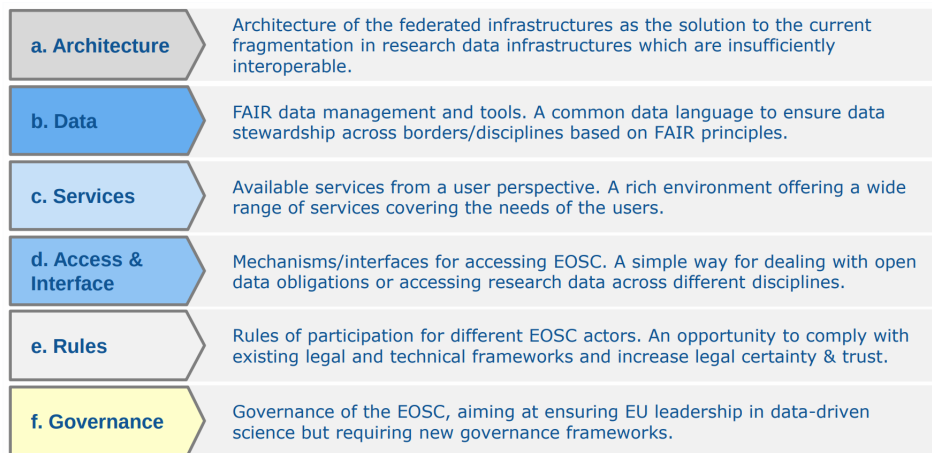 a. Architecture
Architecture of the federated infrastructures as the solution to the current
fragmentation in research data infrastructures which are insufficiently
interoperable.
b. Data
FAIR data management and tools. A common data language to ensure data
stewardship across borders/disciplines based on FAIR principles.
c. Services
Available services from a user perspective. A rich environment offering a wide
range of services covering the needs of the users.
d. Access &
Interface
Mechanisms/interfaces for accessing EOSC. A simple way for dealing with open
data obligations or accessing research data across different disciplines.
e. Rules
Rules of participation for different EOSC actors. An opportunity to comply with
existing legal and technical frameworks and increase legal certainty & trust.
f. Governance
Governance of the EOSC, aiming at ensuring EU leadership in data-driven
science but requiring new governance frameworks.